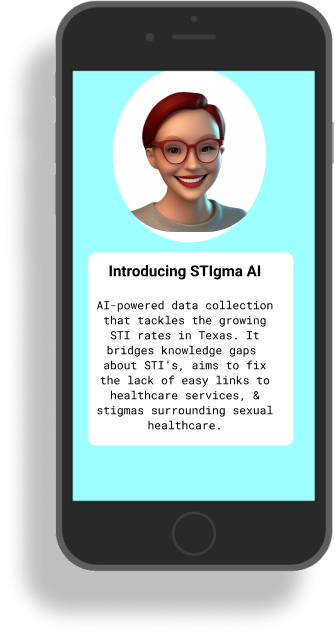 Introducing STIgma AI
AI-powered data collection
that tackles the growing
STI rates in Texas. It
bridges knowledge gaps
about STI's, aims to fix
the lack of easy links to
healthcare services, &
stigmas surrounding sexual
healthcare.